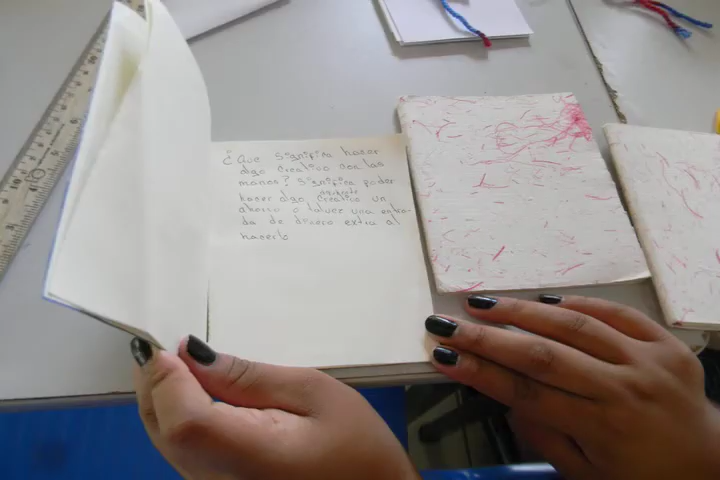 ¿Que significa hacer
algo creativo con las
manos? Significa poder
hacer algo creativo un
ahorro o talvez una entra-
da de dinero extra al
hacerlo